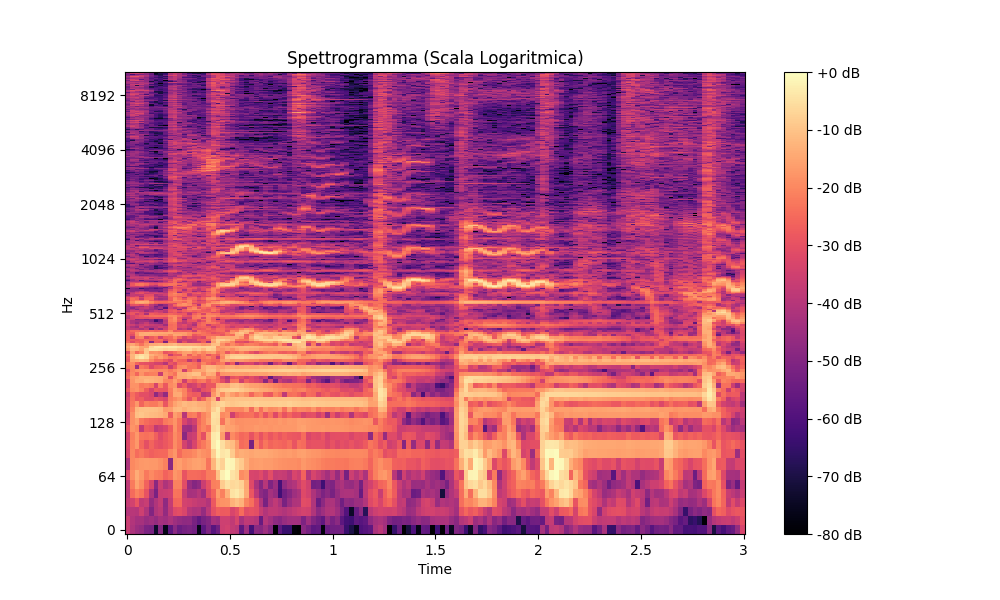 Spettrogramma (Scala Logaritmica)
8192
4096
2048
1024
512
256
128
64
0
Hz
0
0.5
1
1.5
2
2.5
3
Time
+0 dB
-10 dB
-20 dB
-30 dB
-40 dB
-50 dB
-60 dB
-70 dB
-80 dB